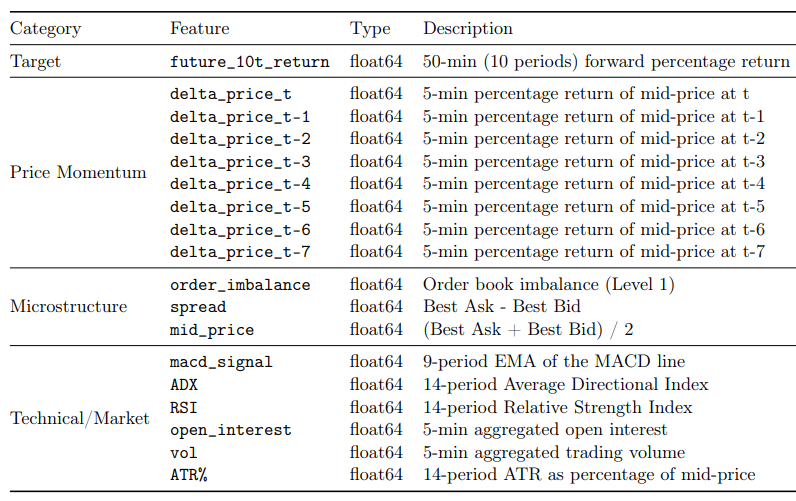 Category Feature Type Description
Target future_10t_return float64 50-min (10 periods) forward percentage return
delta_price_t float64 5-min percentage return of mid-price at t
delta_price_t-1 float64 5-min percentage return of mid-price at t-1
delta_price_t-2 float64 5-min percentage return of mid-price at t-2
delta_price_t-3 float64 5-min percentage return of mid-price at t-3
Price Momentum
delta_price_t-4 float64 5-min percentage return of mid-price at t-4
delta_price_t-5 float64 5-min percentage return of mid-price at t-5
delta_price_t-6 float64 5-min percentage return of mid-price at t-6
delta_price_t-7 float64 5-min percentage return of mid-price at t-7
order_imbalance float64 Order book imbalance (Level 1)
Microstructure spread float64 Best Ask - Best Bid
mid_price float64 (Best Ask + Best Bid) / 2
macd_signal float64 9-period EMA of the MACD line
ADX float64 14-period Average Directional Index
RSI float64 14-period Relative Strength Index
Technical/Market
open_interest float64 5-min aggregated open interest
vol float64 5-min aggregated trading volume
ATR% float64 14-period ATR as percentage of mid-price